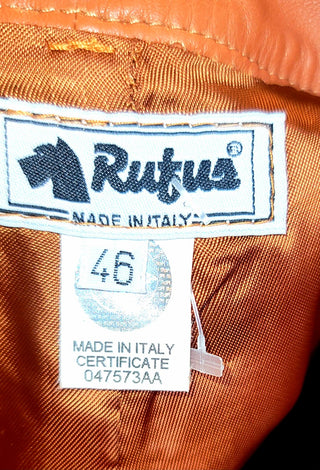 Rufus®
MADE IN ITALY
46
MADE IN ITALY
CERTIFICATE
047573AA